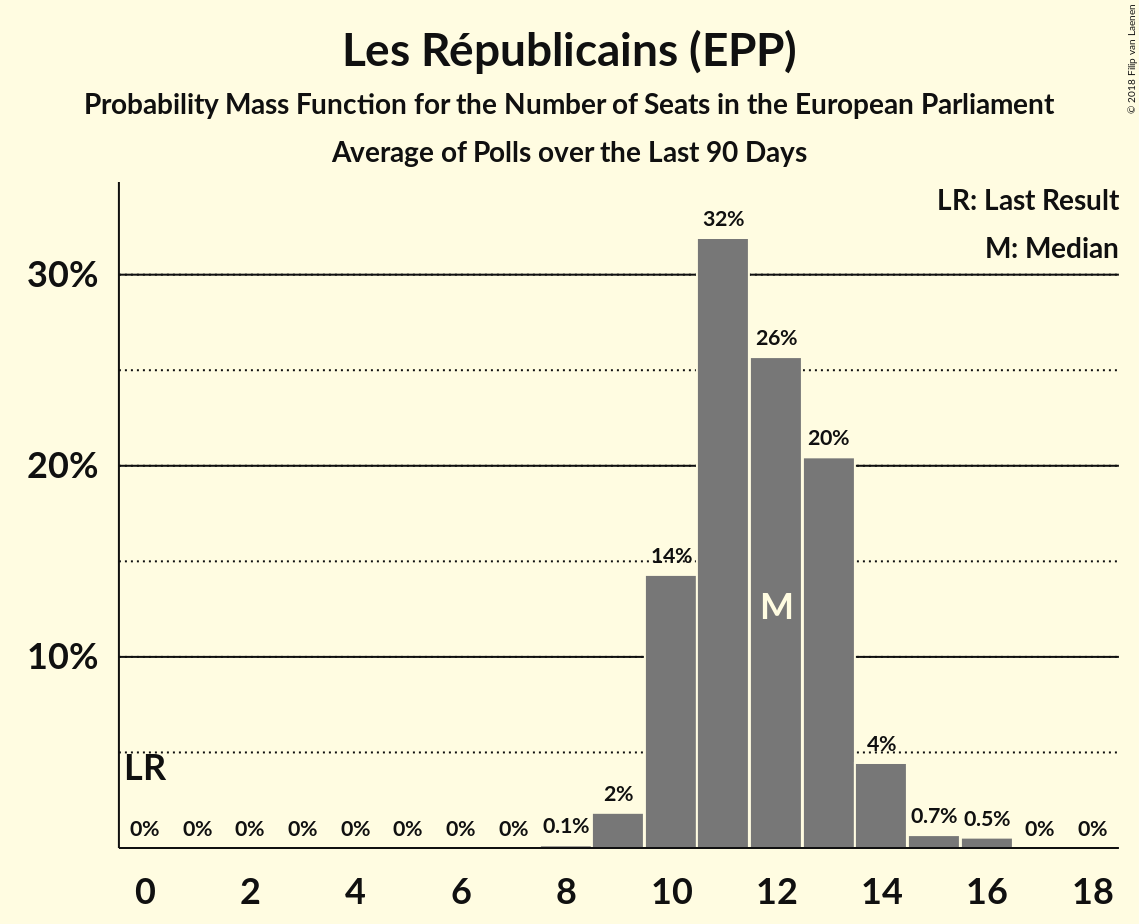 Les Républicains (EPP)
Probability Mass Function for the Number of Seats in the European Parliament
Average of Polls over the Last 90 Days
© 2018 Filip van Laenen
LR: Last Result
M: Median
30%
20%
10%
32%
26%
20%
14%
M
4%
LR
2%
0% 0% 0% 0% 0% 0% 0% 0% 0.1% 0.7% 0.5% 0% 0%
0 2 4 6 8 10 12 14 16 18